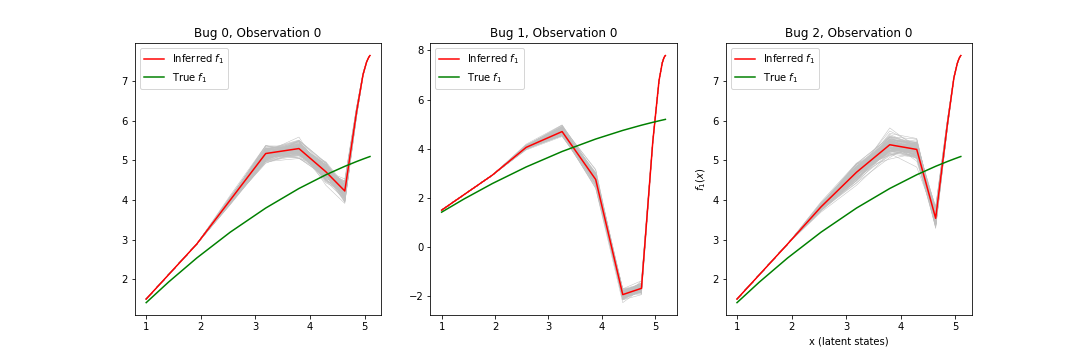 Bug 0, Observation 0
Inferred f₁
True f₁
7
6
5
4
3
2
1 2 3 4 5
Bug 1, Observation 0
Inferred f₁
True f₁
8
6
4
2
0
−2
1 2 3 4 5
Bug 2, Observation 0
Inferred f₁
True f₁
f₁(x)
7
6
5
4
3
2
1 2 3 4 5
x (latent states)